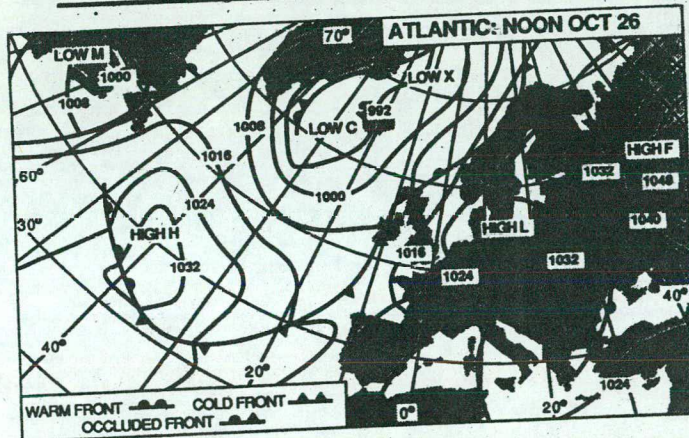 ATLANTIC: NOON OCT 26
70°
LOW M
1000
1008
LOW X
992
LOW C
1008
1016
1000
HIGH F
1032
1048
60°
1024
30°
HIGH H
1032
1016
HIGH L
1040
1024
1032
40°
40°
20°
0°
20°
1024
WARM FRONT
COLD FRONT
OCCLUDED FRONT